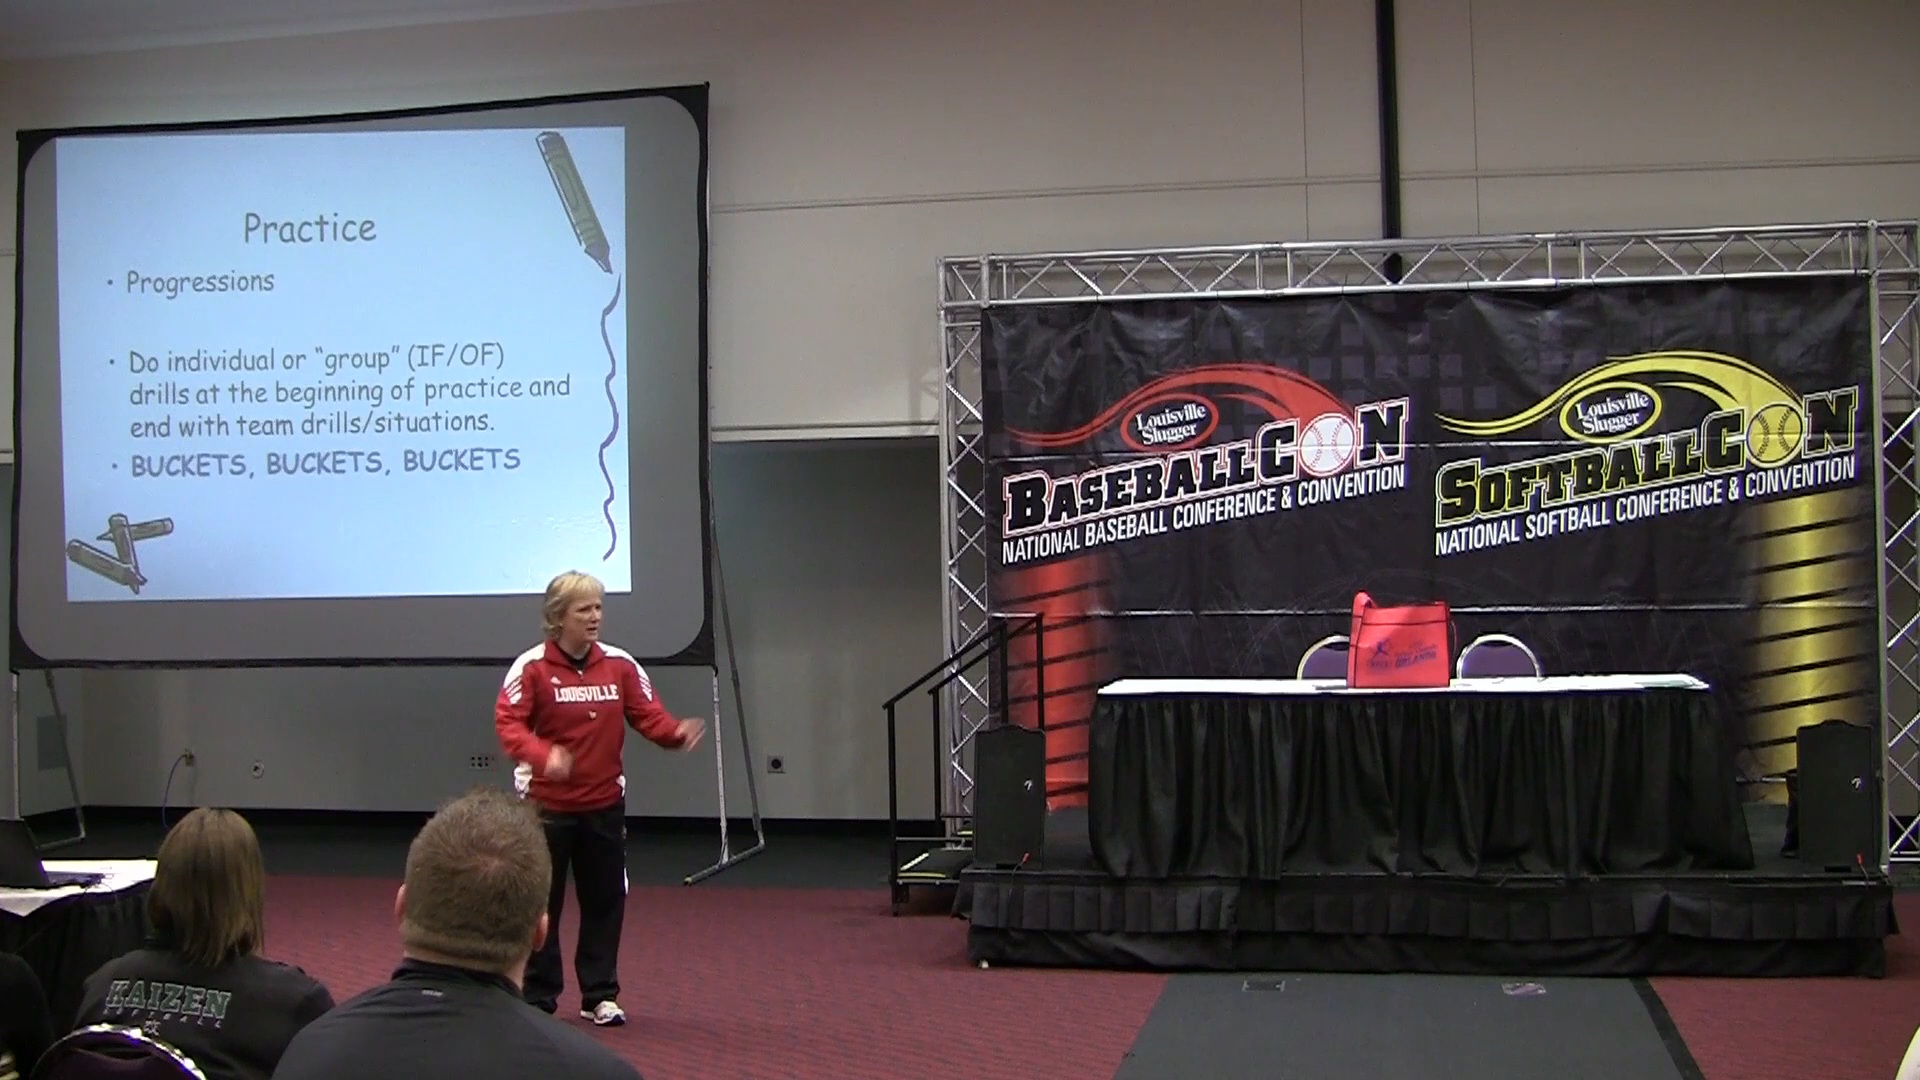 Practice
• Progressions
• Do individual or “group” (IF/OF)
drills at the beginning of practice and
end with team drills/situations.
• BUCKETS, BUCKETS, BUCKETS
Louisville
Slugger
BASEBALLCON
NATIONAL BASEBALL CONFERENCE & CONVENTION
Louisville
Slugger
SOFTBALLCON
NATIONAL SOFTBALL CONFERENCE & CONVENTION
LOUISVILLE
ORLANDO
KAIZEN
SOFTBALL